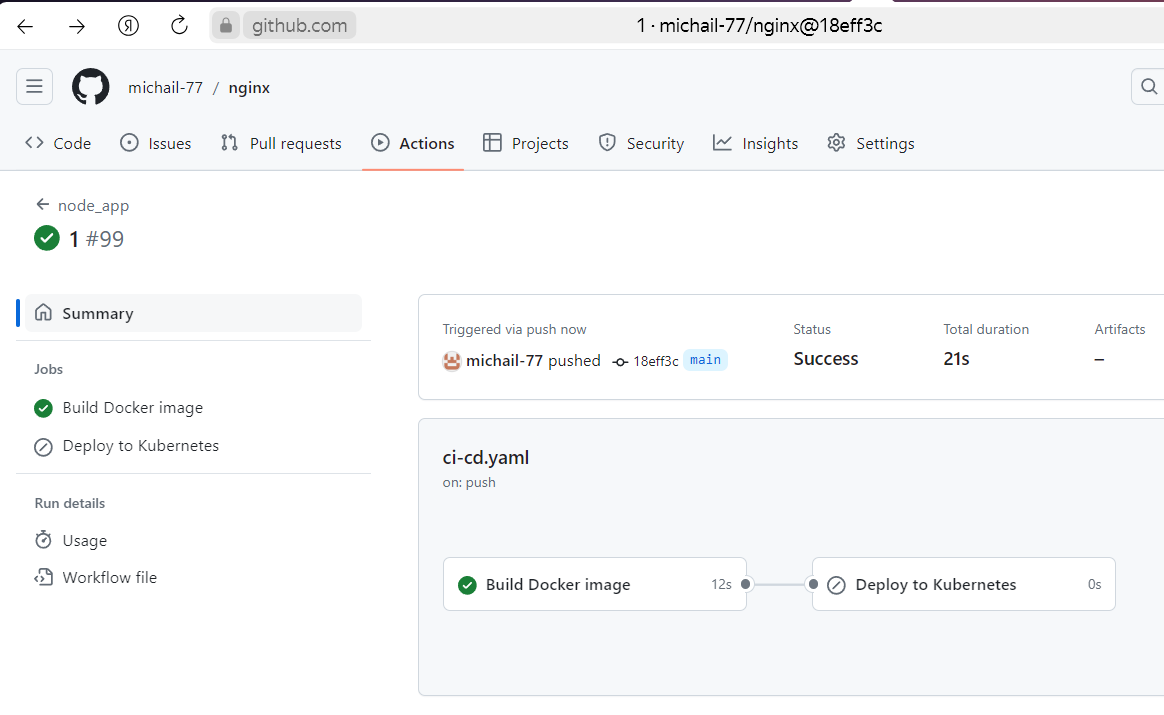 github.com
1 · michail-77/nginx@18eff3c
michail-77 / nginx
Code Issues Pull requests Actions Projects Security Insights Settings
node_app
1 #99
Summary
Jobs
Build Docker image
Deploy to Kubernetes
Run details
Usage
Workflow file
Triggered via push now
michail-77 pushed 18eff3c main
Status
Success
Total duration
21s
Artifacts
–
ci-cd.yaml
on: push
Build Docker image 12s
Deploy to Kubernetes 0s